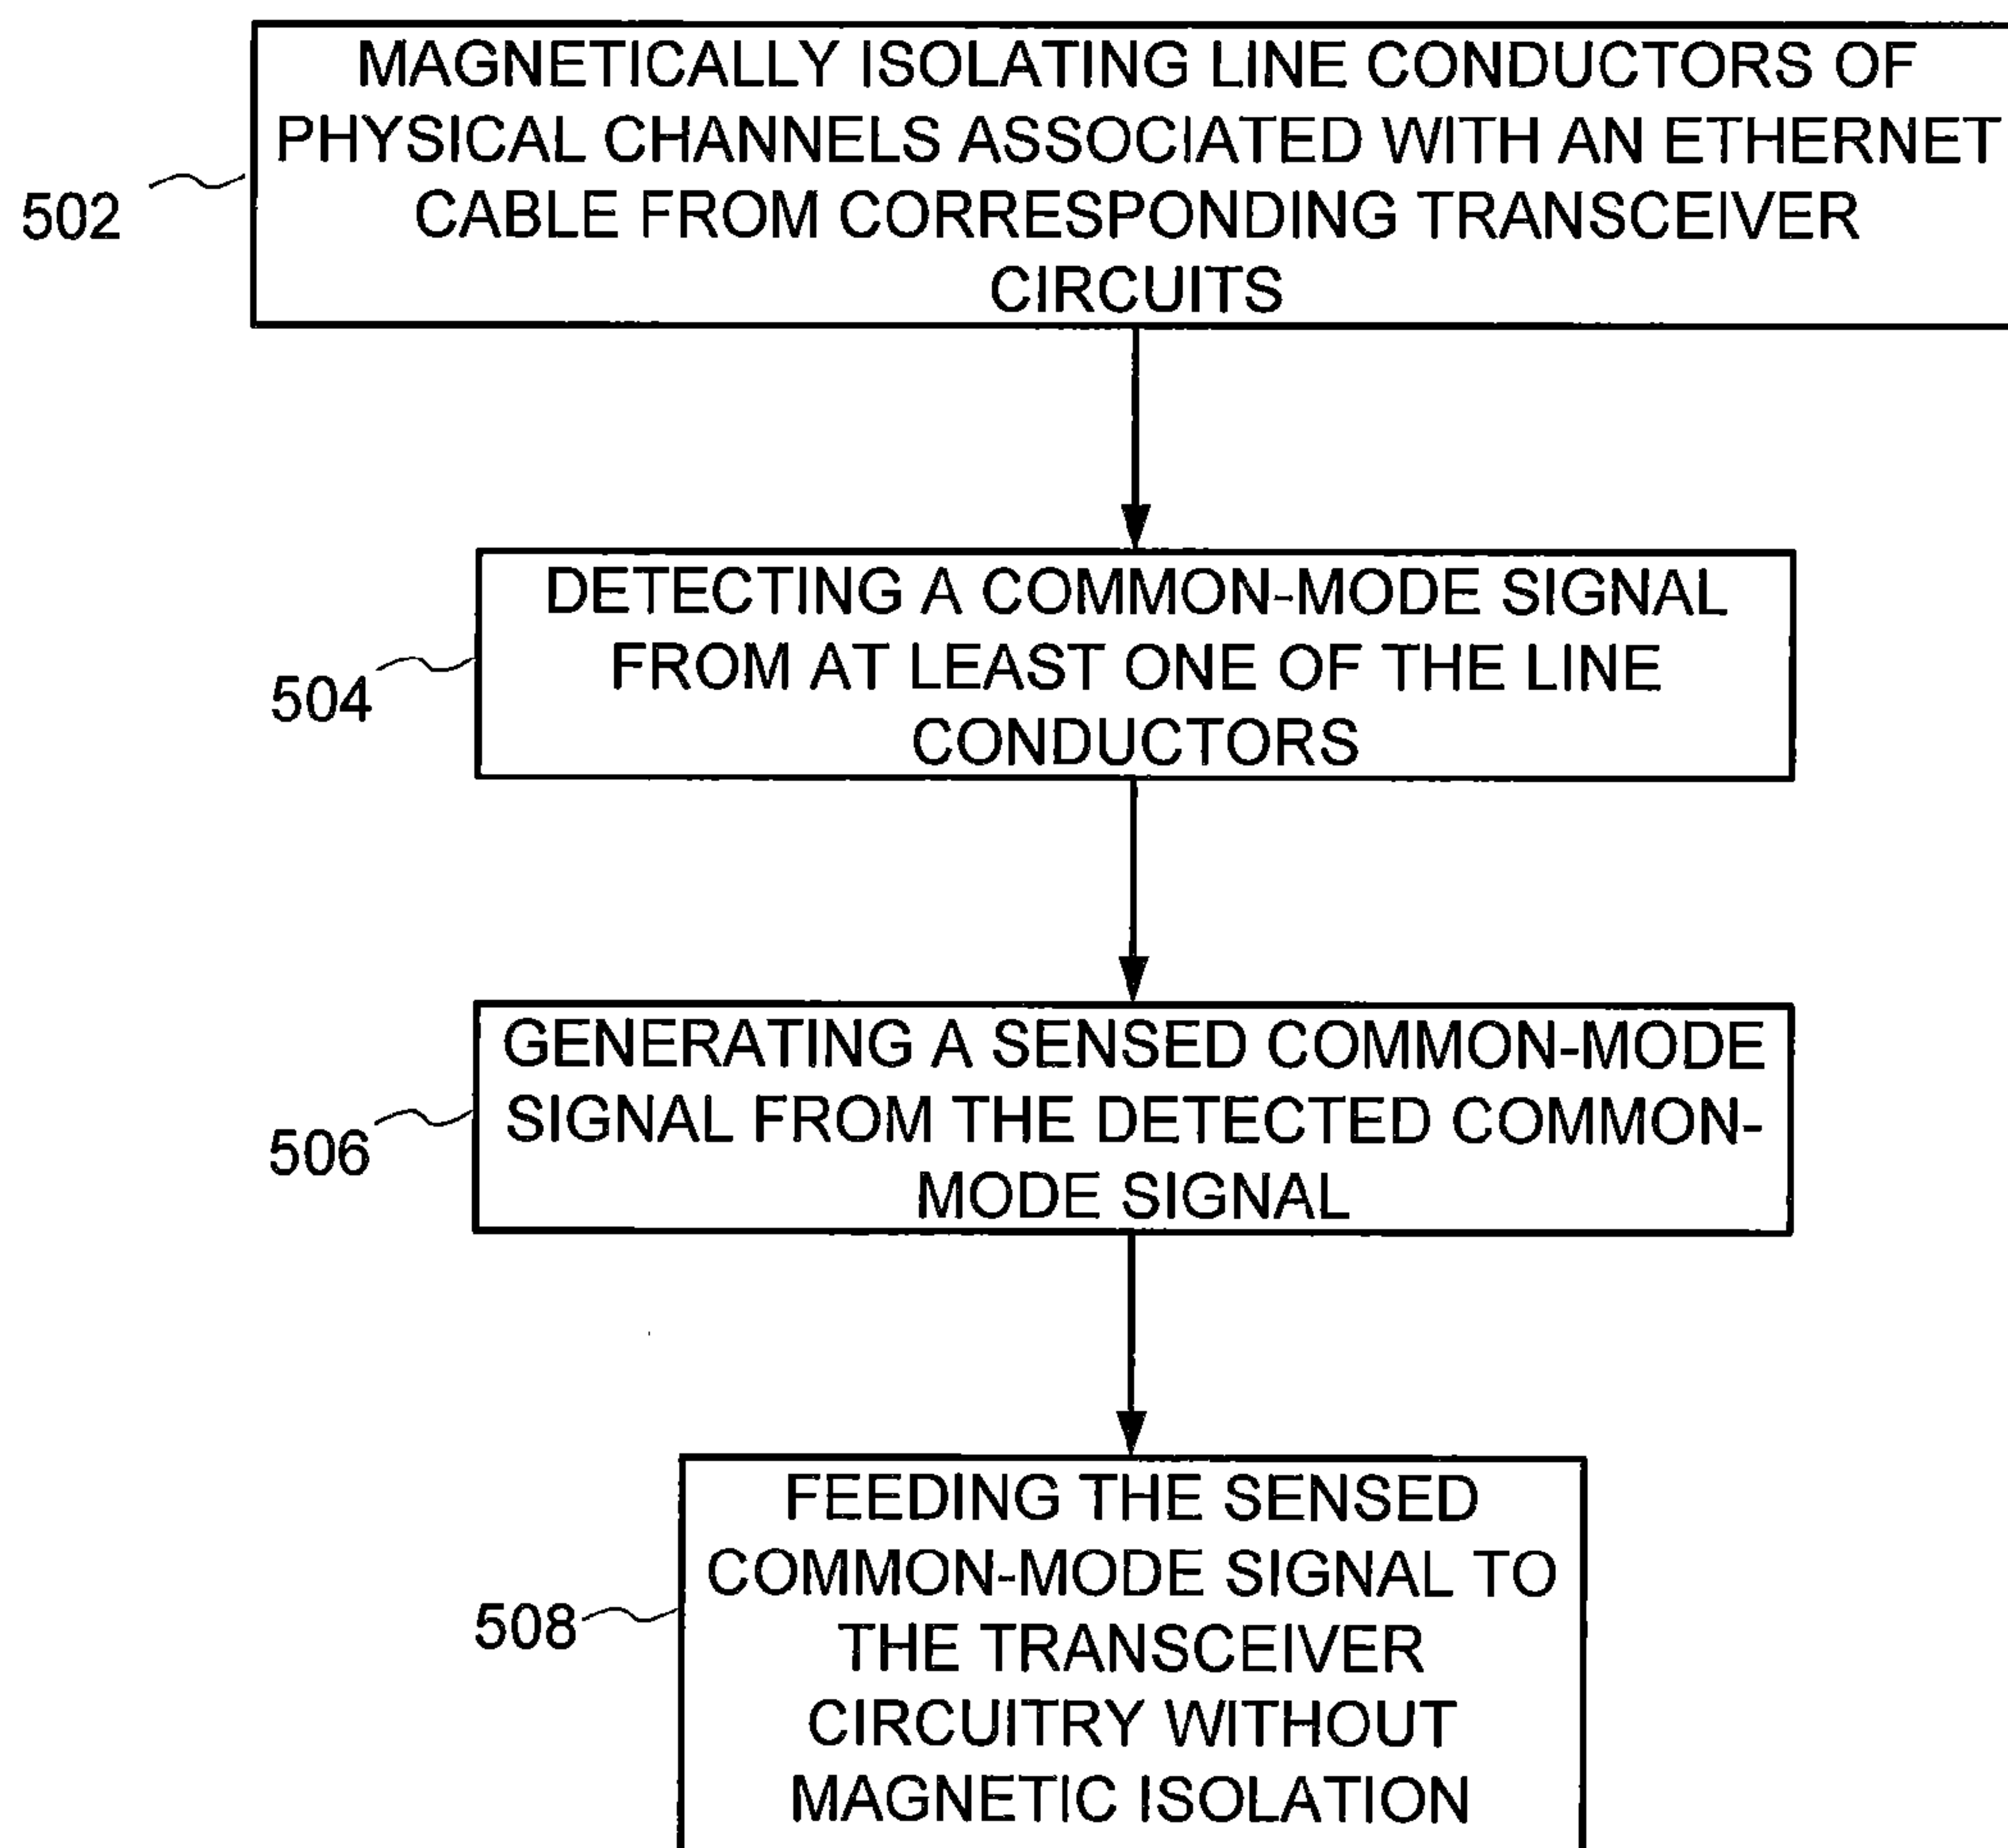 MAGNETICALLY ISOLATING LINE CONDUCTORS OF
PHYSICAL CHANNELS ASSOCIATED WITH AN ETHERNET
CABLE FROM CORRESPONDING TRANSCEIVER
CIRCUITS
502
DETECTING A COMMON-MODE SIGNAL
FROM AT LEAST ONE OF THE LINE
CONDUCTORS
504
GENERATING A SENSED COMMON-MODE
SIGNAL FROM THE DETECTED COMMON-
MODE SIGNAL
506
FEEDING THE SENSED
COMMON-MODE SIGNAL TO
THE TRANSCEIVER
CIRCUITRY WITHOUT
MAGNETIC ISOLATION
508